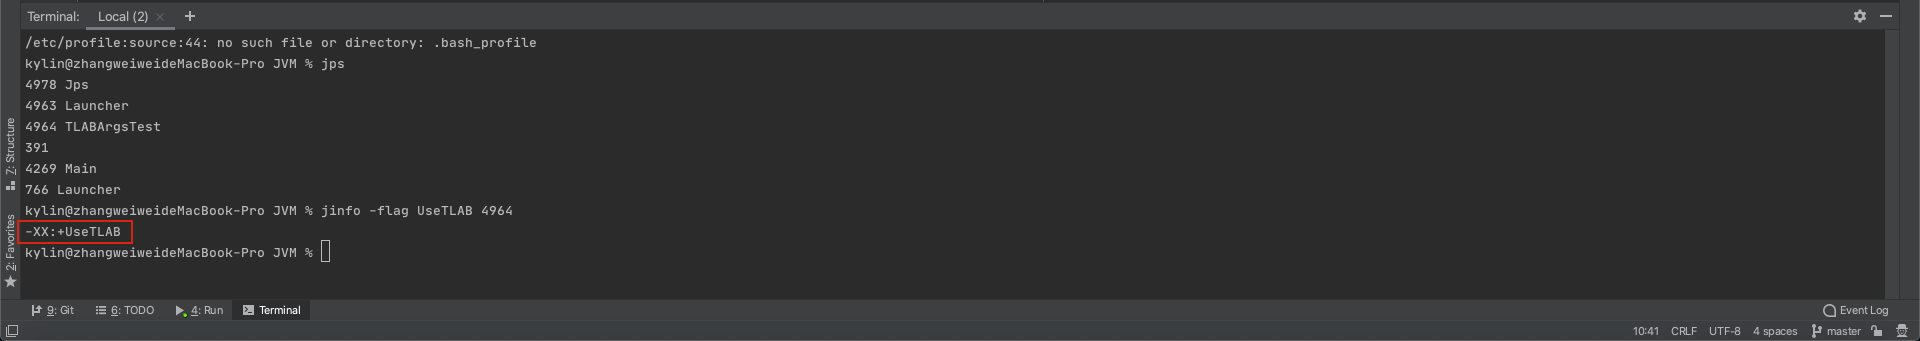 Terminal: Local (2)
/etc/profile:source:44: no such file or directory: .bash_profile
kylin@zhangweiweideMacBook-Pro JVM % jps
4978 Jps
4963 Launcher
4964 TLABArgsTest
391
4269 Main
766 Launcher
kylin@zhangweiweideMacBook-Pro JVM % jinfo -flag UseTLAB 4964
-XX:+UseTLAB
kylin@zhangweiweideMacBook-Pro JVM %
Z: Structure
2: Favorites
9: Git 6: TODO 4: Run Terminal Event Log
10:41 CRLF UTF-8 4 spaces master